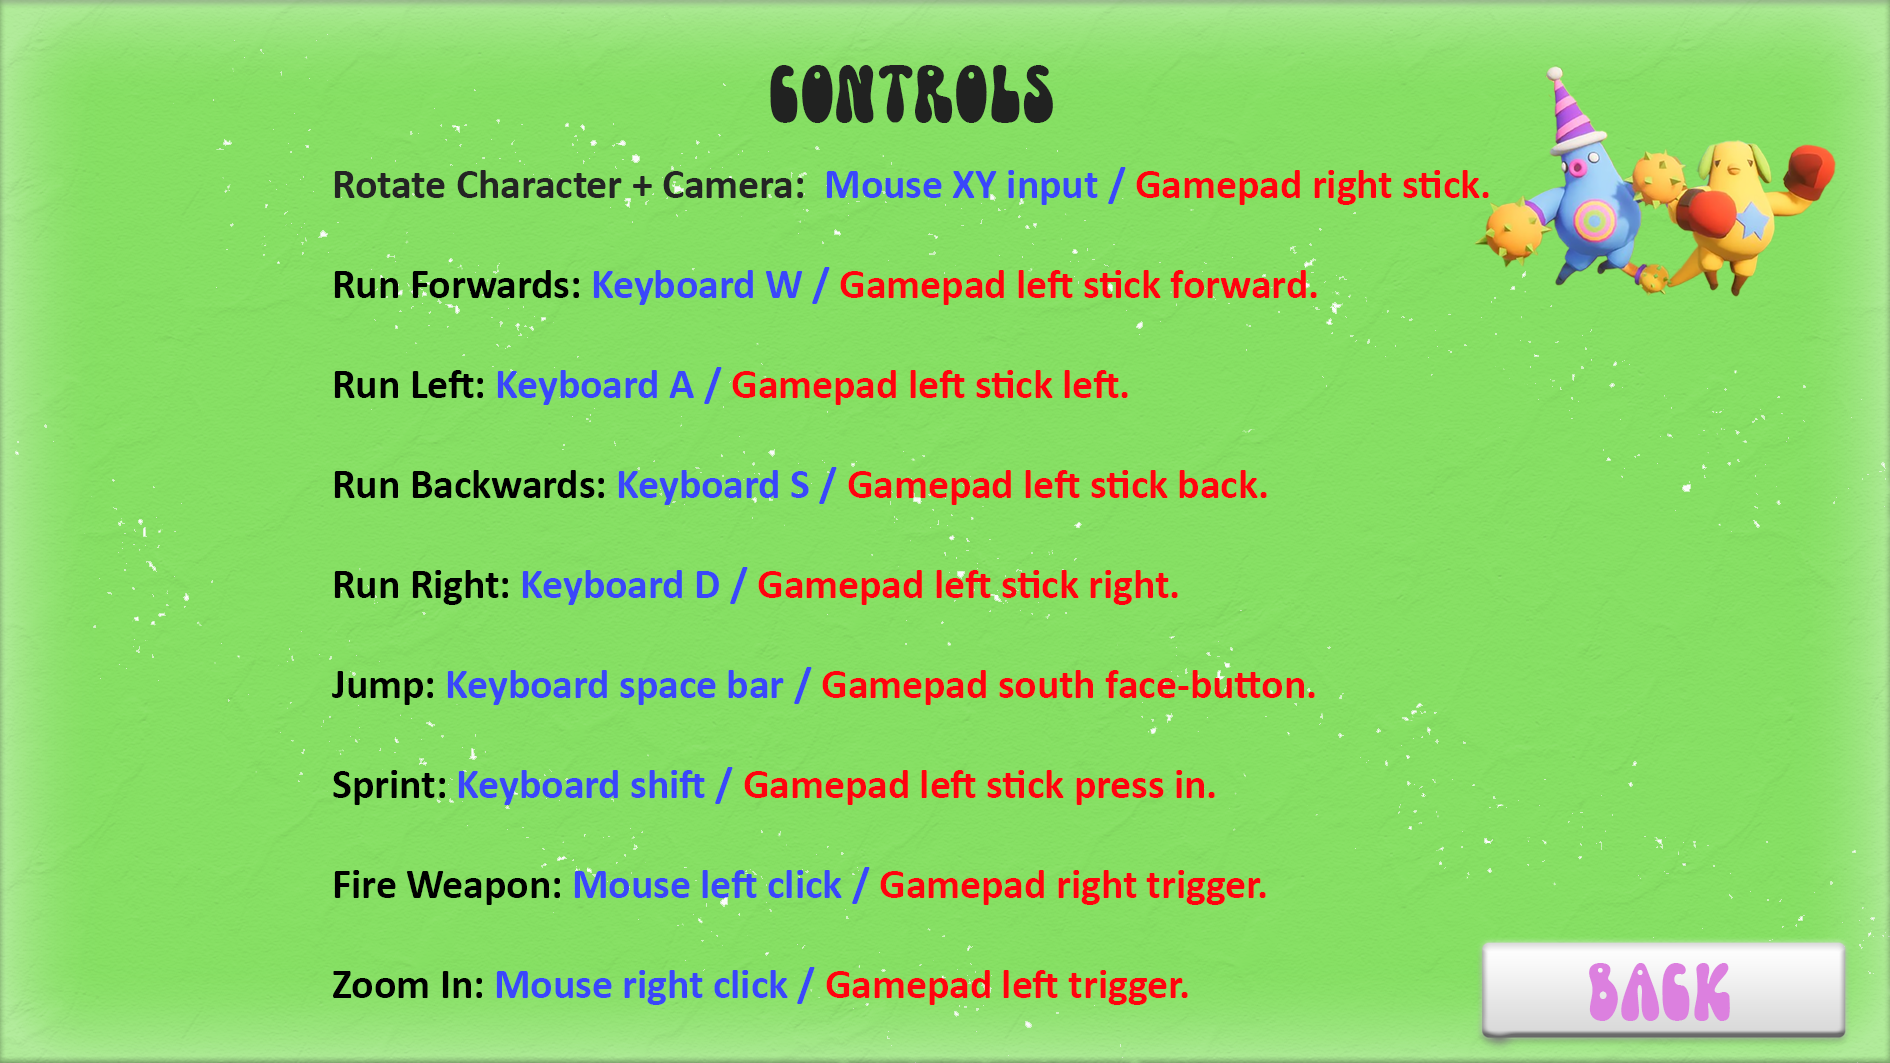 CONTROLS
Rotate Character + Camera:  Mouse XY input / Gamepad right stick.
Run Forwards: Keyboard W / Gamepad left stick forward.
Run Left: Keyboard A / Gamepad left stick left.
Run Backwards: Keyboard S / Gamepad left stick back.
Run Right: Keyboard D / Gamepad left stick right.
Jump: Keyboard space bar / Gamepad south face-button.
Sprint: Keyboard shift / Gamepad left stick press in.
Fire Weapon: Mouse left click / Gamepad right trigger.
Zoom In: Mouse right click / Gamepad left trigger.
BACK